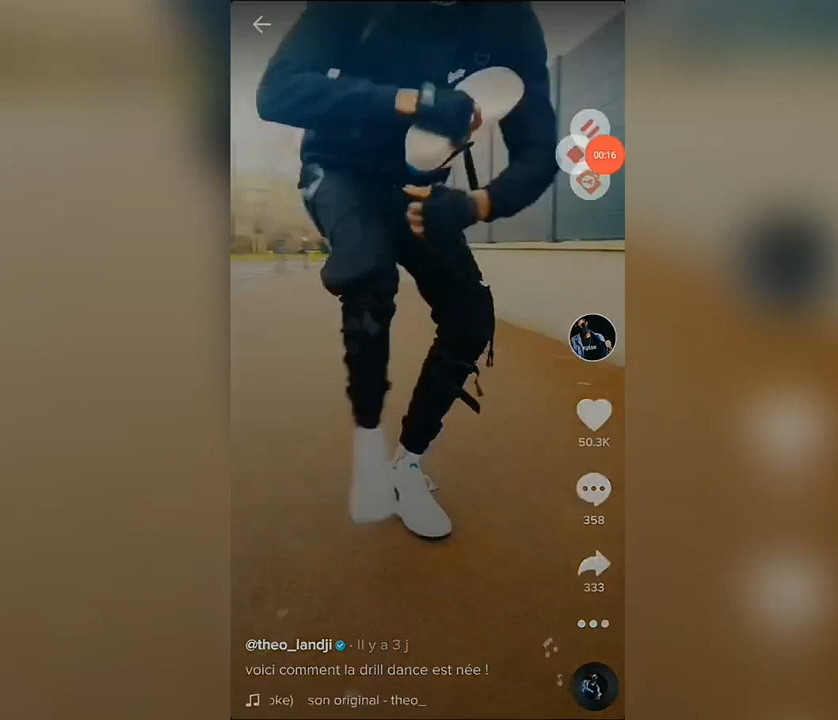 00:16
50.3K
358
333
@theo_landji · Il y a 3 j
voici comment la drill dance est née !
oke) son original - theo_